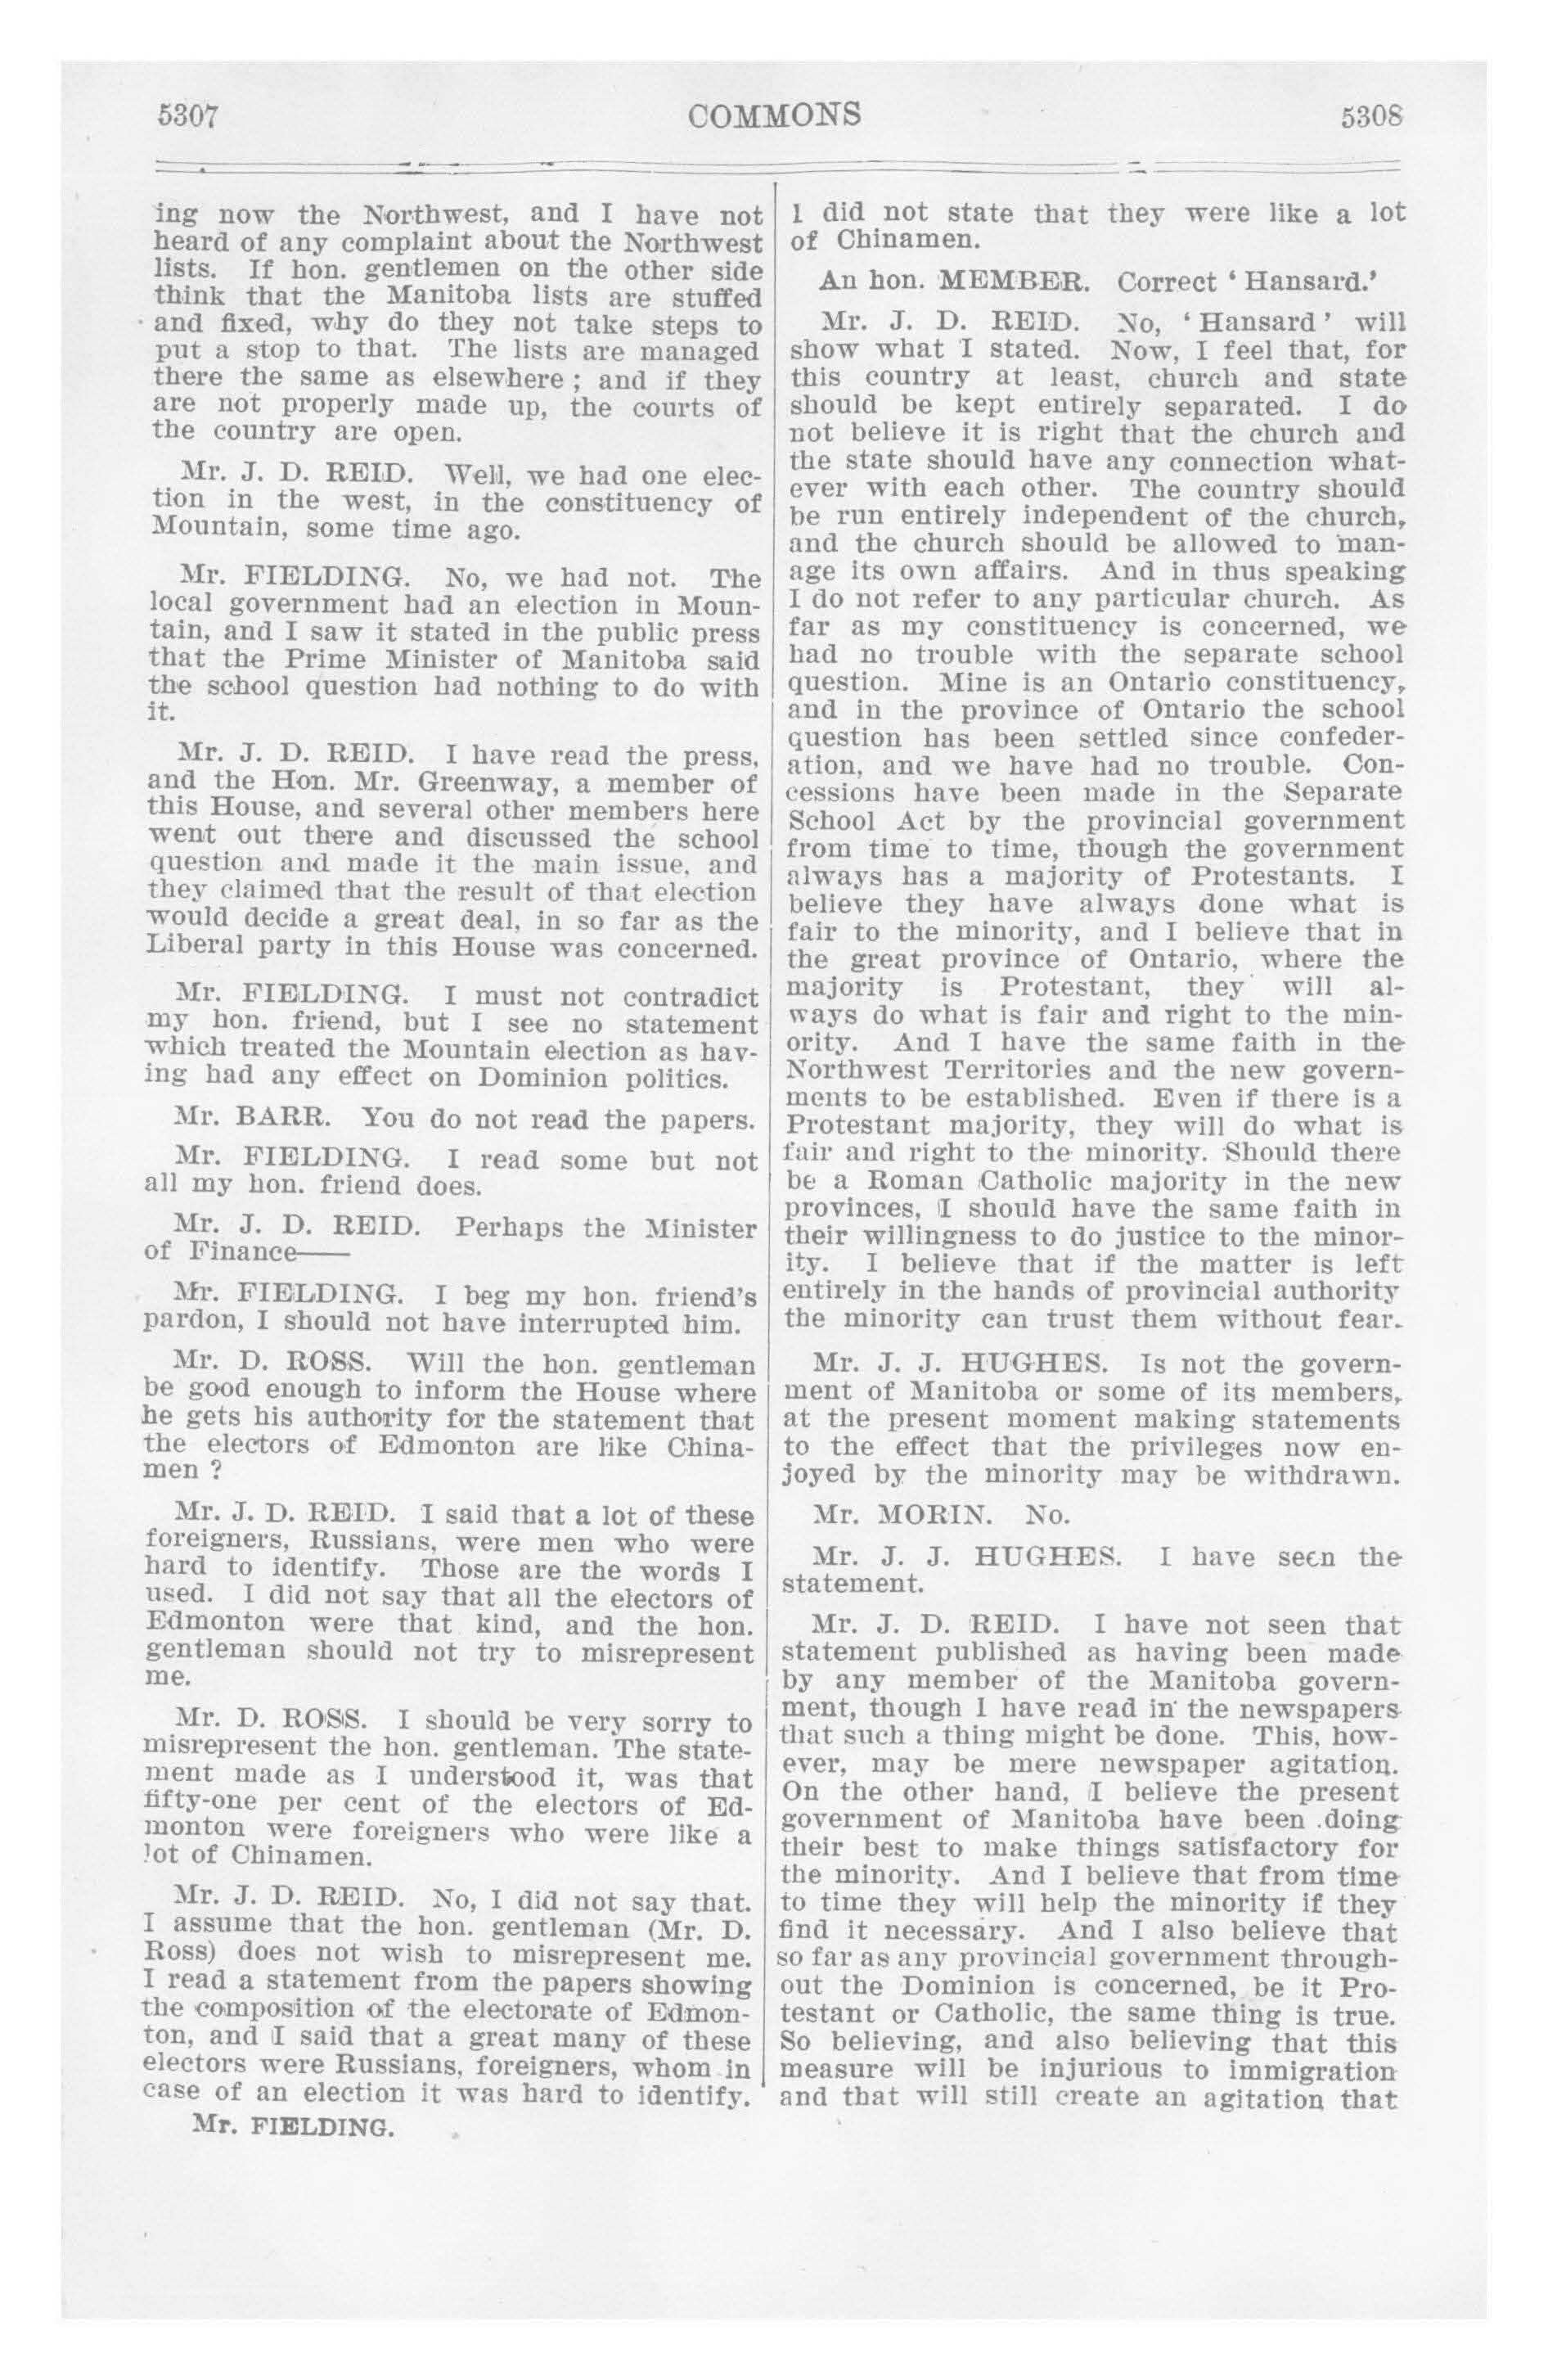 5307 COMMONS 5308
ing now the Northwest, and I have not
heard of any complaint about the Northwest
lists. If hon. gentlemen on the other side
think that the Manitoba lists are stuffed
and fixed, why do they not take steps to
put a stop to that. The lists are managed
there the same as elsewhere ; and if they
are not properly made up, the courts of
the country are open.
Mr. J. D. REID. Well, we had one elec-
tion in the west, in the constituency of
Mountain, some time ago.
Mr. FIELDING. No, we had not. The
local government had an election in Moun-
tain, and I saw it stated in the public press
that the Prime Minister of Manitoba said
the school question had nothing to do with
it.
Mr. J. D. REID. I have read the press,
and the Hon. Mr. Greenway, a member of
this House, and several other members here
went out there and discussed the school
question and made it the main issue, and
they claimed that the result of that election
would decide a great deal, in so far as the
Liberal party in this House was concerned.
Mr. FIELDING. I must not contradict
my hon. friend, but I see no statement
which treated the Mountain election as hav-
ing had any effect on Dominion politics.
Mr. BARR. You do not read the papers.
Mr. FIELDING. I read some but not
all my hon. friend does.
Mr. J. D. REID. Perhaps the Minister
of Finance——
Mr. FIELDING. I beg my hon. friend's
pardon, I should not have interrupted him.
Mr. D. ROSS. Will the hon. gentleman
be good enough to inform the House where
he gets his authority for the statement that
the electors of Edmonton are like China-
men ?
Mr. J. D. REID. I said that a lot of these
foreigners, Russians, were men who were
hard to identify. Those are the words I
used. I did not say that all the electors of
Edmonton were that kind, and the hon.
gentleman should not try to misrepresent
me.
Mr. D. ROSS. I should be very sorry to
misrepresent the hon. gentleman. The state-
ment made as I understood it, was that
fifty-one per cent of the electors of Ed-
monton were foreigners who were like a
lot of Chinamen.
Mr. J. D. REID. No, I did not say that.
I assume that the hon. gentleman (Mr. D.
Ross) does not wish to misrepresent me.
I read a statement from the papers showing
the composition of the electorate of Edmon-
ton, and I said that a great many of these
electors were Russians, foreigners, whom in
case of an election it was hard to identify.
Mr. FIELDING.
I did not state that they were like a lot
of Chinamen.
An hon. MEMBER. Correct ‘ Hansard.’
Mr. J. D. REID. No, ‘ Hansard ’ will
show what I stated. Now, I feel that, for
this country at least, church and state
should be kept entirely separated. I do
not believe it is right that the church and
the state should have any connection what-
ever with each other. The country should
be run entirely independent of the church,
and the church should be allowed to man-
age its own affairs. And in thus speaking
I do not refer to any particular church. As
far as my constituency is concerned, we
had no trouble with the separate school
question. Mine is an Ontario constituency,
and in the province of Ontario the school
question has been settled since confeder-
ation, and we have had no trouble. Con-
cessions have been made in the Separate
School Act by the provincial government
from time to time, though the government
always has a majority of Protestants. I
believe they have always done what is
fair to the minority, and I believe that in
the great province of Ontario, where the
majority is Protestant, they will al-
ways do what is fair and right to the min-
ority. And I have the same faith in the
Northwest Territories and the new govern-
ments to be established. Even if there is a
Protestant majority, they will do what is
fair and right to the minority. Should there
be a Roman Catholic majority in the new
provinces, I should have the same faith in
their willingness to do justice to the minor-
ity. I believe that if the matter is left
entirely in the hands of provincial authority
the minority can trust them without fear.
Mr. J. J. HUGHES. Is not the govern-
ment of Manitoba or some of its members,
at the present moment making statements
to the effect that the privileges now en-
joyed by the minority may be withdrawn.
Mr. MORIN. No.
Mr. J. J. HUGHES. I have seen the
statement.
Mr. J. D. REID. I have not seen that
statement published as having been made
by any member of the Manitoba govern-
ment, though I have read in the newspapers
that such a thing might be done. This, how-
ever, may be mere newspaper agitation.
On the other hand, I believe the present
government of Manitoba have been doing
their best to make things satisfactory for
the minority. And I believe that from time
to time they will help the minority if they
find it necessary. And I also believe that
so far as any provincial government through-
out the Dominion is concerned, be it Pro-
testant or Catholic, the same thing is true.
So believing, and also believing that this
measure will be injurious to immigration
and that will still create an agitation that